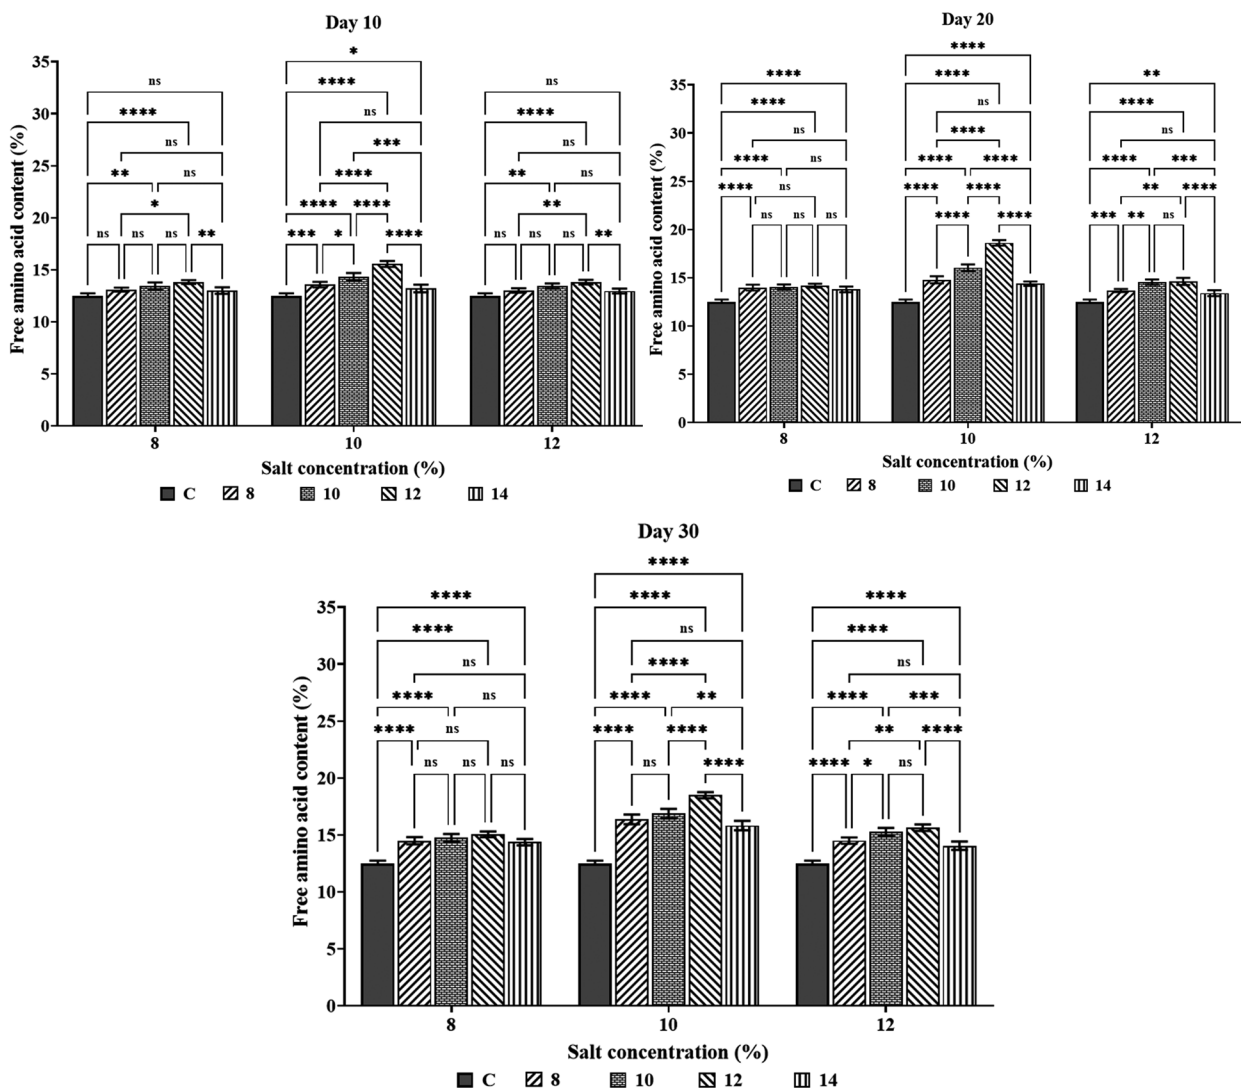 Day 10
Free amino acid content (%)
35
30
25
20
15
10
5
0
ns
****
ns
** ns
*
ns ns ns **
*
****
ns
***
****
**** ****
*** * ****
ns
****
ns
** ns
**
ns ns ns **
8 10 12
Salt concentration (%)
C 8 10 12 14
Day 20
Free amino acid content (%)
35
30
25
20
15
10
5
0
****
****
ns
**** ns
**** ns
ns ns ns
****
****
****
**** ****
**** ****
**** ****
**
****
ns
**** ***
** ****
*** ** ns
8 10 12
Salt concentration (%)
C 8 10 12 14
Day 30
Free amino acid content (%)
35
30
25
20
15
10
5
0
****
****
ns
**** ns
**** ns
ns ns ns
****
****
ns
****
**** **
**** ****
ns ****
****
****
ns
**** ***
** ****
**** * ns
8 10 12
Salt concentration (%)
C 8 10 12 14